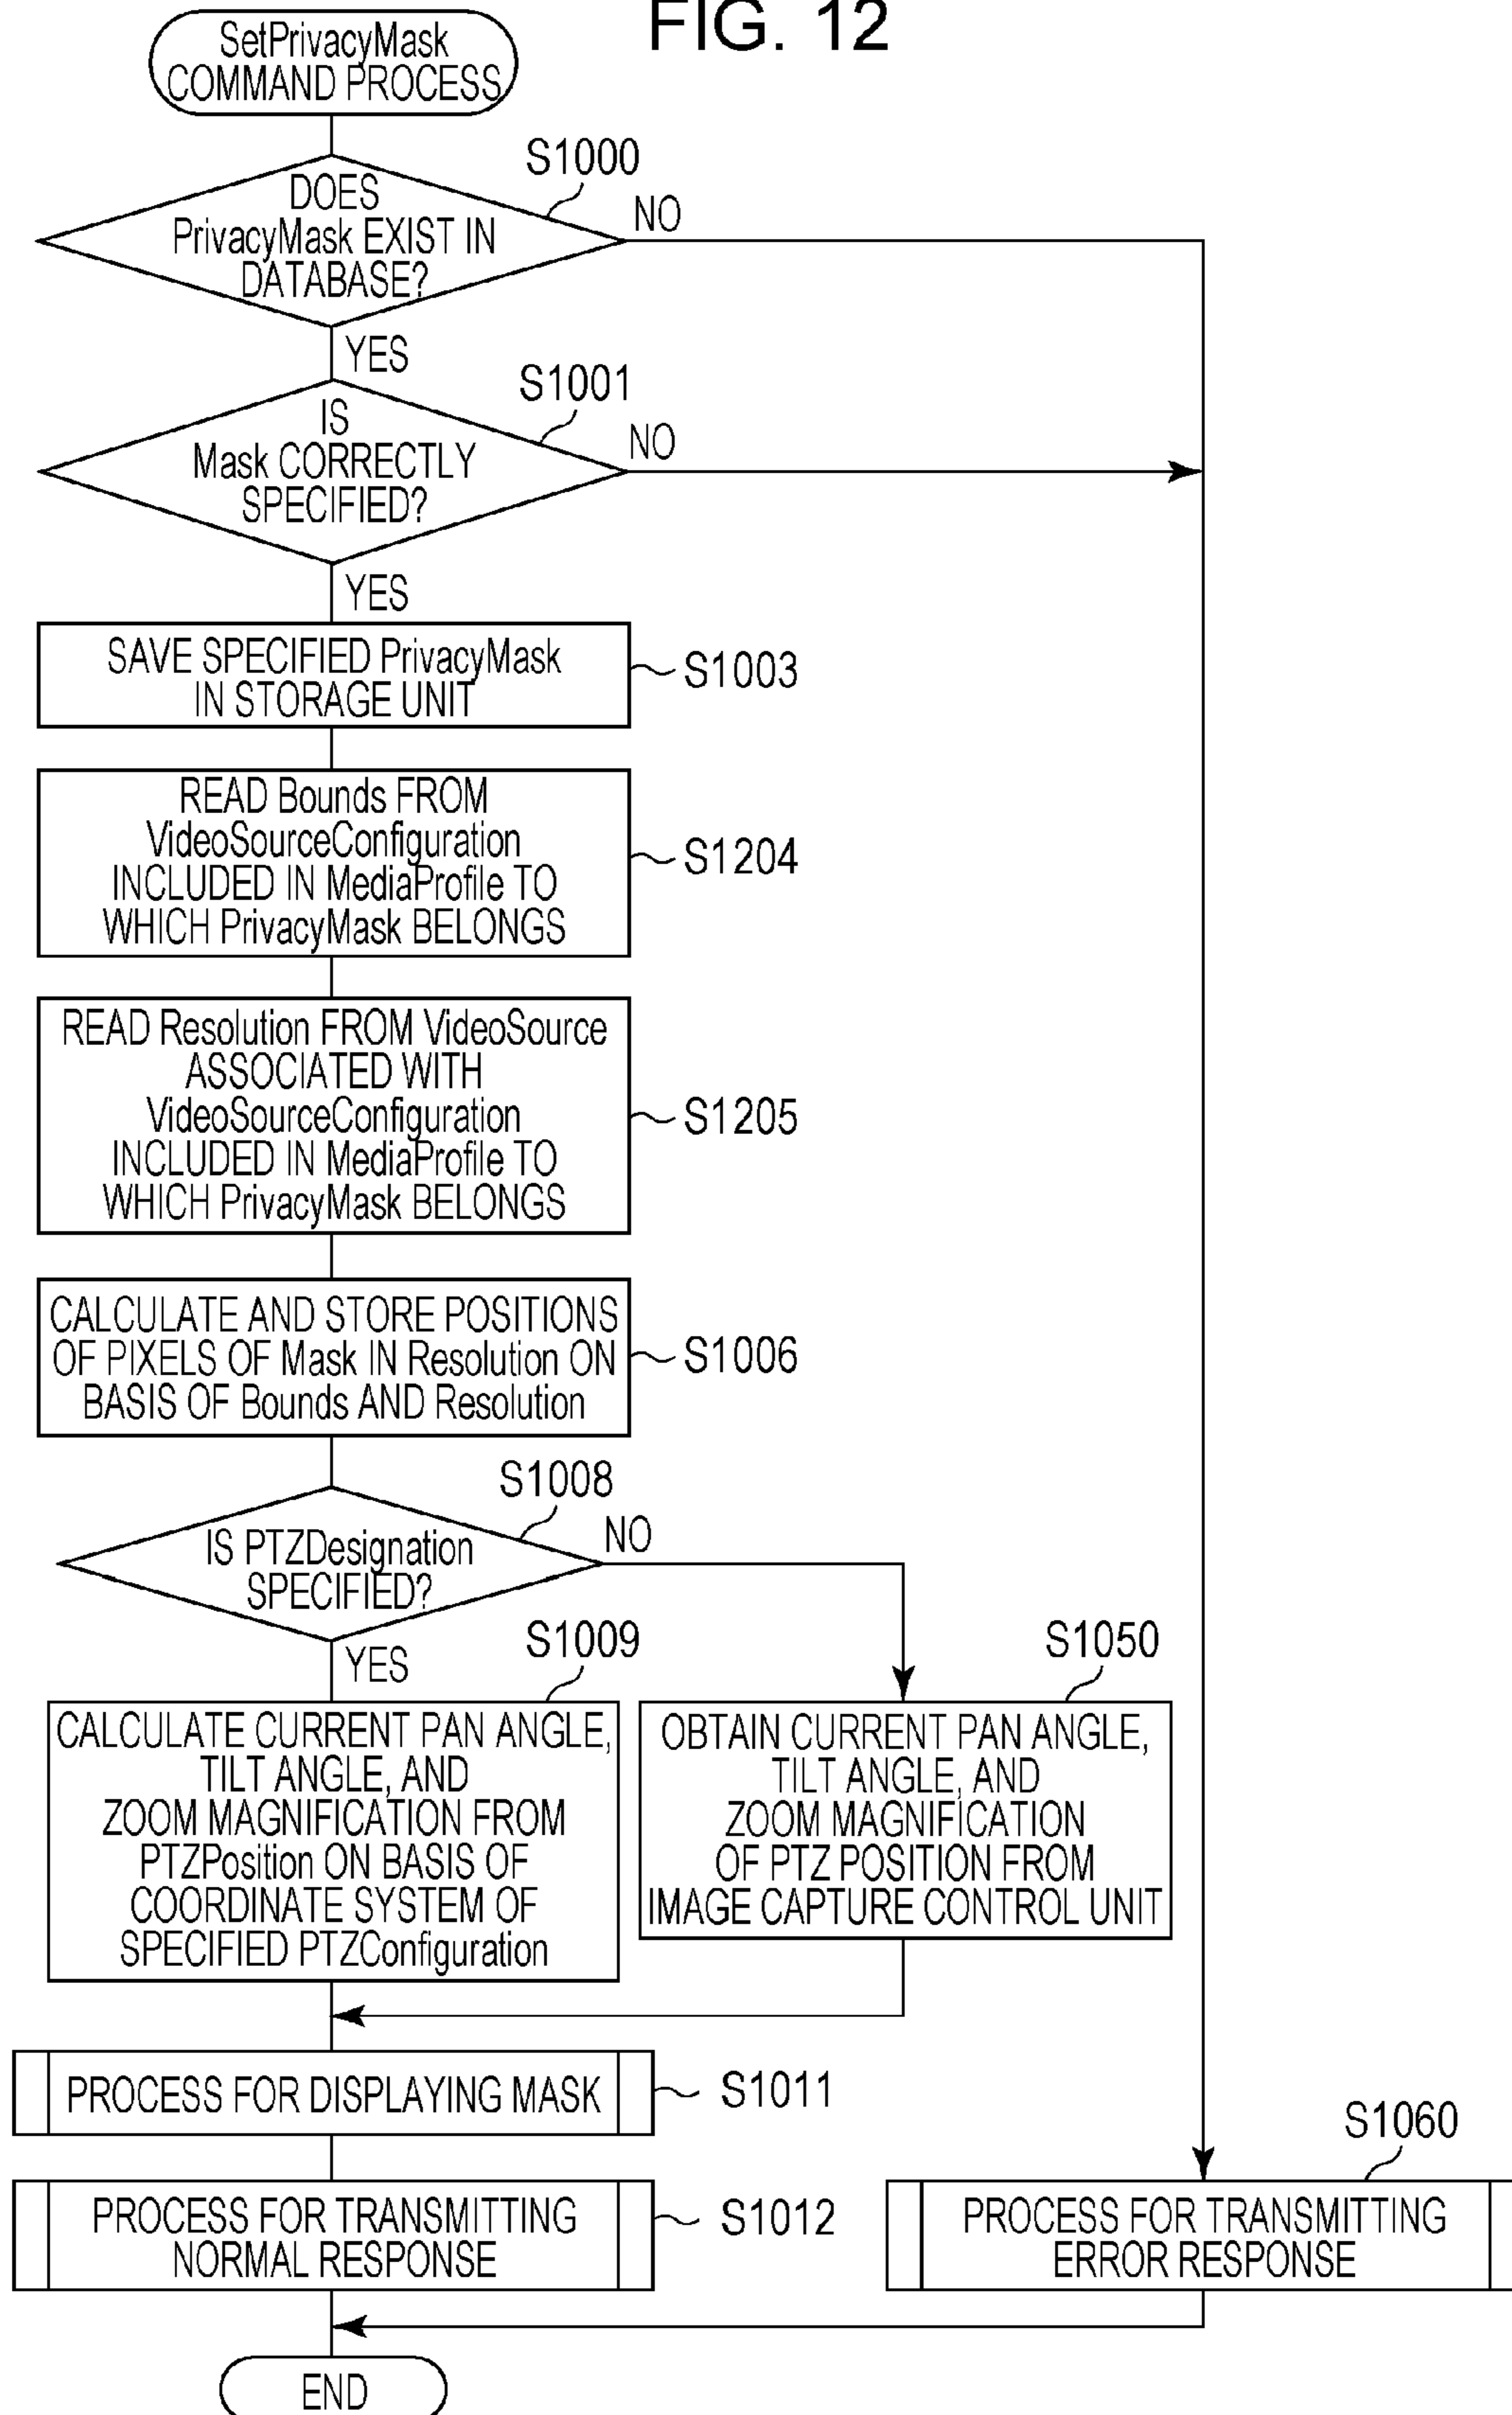 FIG. 12
SetPrivacyMask
COMMAND PROCESS
S1000
DOES
PrivacyMask EXIST IN
DATABASE?
NO
YES
S1001
IS
Mask CORRECTLY
SPECIFIED?
NO
YES
SAVE SPECIFIED PrivacyMask
IN STORAGE UNIT
S1003
READ Bounds FROM
VideoSourceConfiguration
INCLUDED IN MediaProfile TO
WHICH PrivacyMask BELONGS
S1204
READ Resolution FROM VideoSource
ASSOCIATED WITH
VideoSourceConfiguration
INCLUDED IN MediaProfile TO
WHICH PrivacyMask BELONGS
S1205
CALCULATE AND STORE POSITIONS
OF PIXELS OF Mask IN Resolution ON
BASIS OF Bounds AND Resolution
S1006
S1008
IS PTZDesignation
SPECIFIED?
NO
YES
S1009
CALCULATE CURRENT PAN ANGLE,
TILT ANGLE, AND
ZOOM MAGNIFICATION FROM
PTZPosition ON BASIS OF
COORDINATE SYSTEM OF
SPECIFIED PTZConfiguration
S1050
OBTAIN CURRENT PAN ANGLE,
TILT ANGLE, AND
ZOOM MAGNIFICATION
OF PTZ POSITION FROM
IMAGE CAPTURE CONTROL UNIT
PROCESS FOR DISPLAYING MASK
S1011
PROCESS FOR TRANSMITTING
NORMAL RESPONSE
S1012
S1060
PROCESS FOR TRANSMITTING
ERROR RESPONSE
END